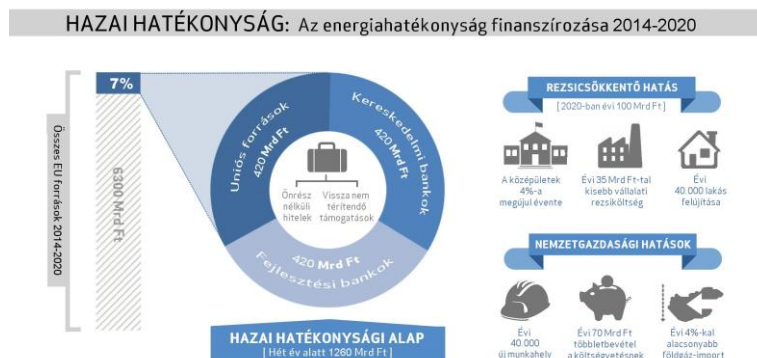 HAZAI HATÉKONYSÁG: Az energiahatékonyság finanszírozása 2014-2020
Összes EU források 2014-2020
7%
6300 Mrd Ft
Uniós források
420 Mrd Ft
Kereskedelmi bankok
420 Mrd Ft
Önrész
nélküli
hitelek
Vissza nem
térítendő
támogatások
420 Mrd Ft
Fejlesztési bankok
HAZAI HATÉKONYSÁGI ALAP
[ Hét év alatt 1260 Mrd Ft ]
REZSICSÖKKENTŐ HATÁS
[ 2020-ban évi 100 Mrd Ft ]
A középületek
4%-a
megújul évente
Évi 35 Mrd Ft-tal
kisebb vállalati
rezsiköltség
Évi
40.000 lakás
felújítása
NEMZETGAZDASÁGI HATÁSOK
Évi
40.000
új munkahely
Évi 70 Mrd Ft
többletbevétel
a költségvetésnek
Évi 4%-kal
alacsonyabb
földgáz-import